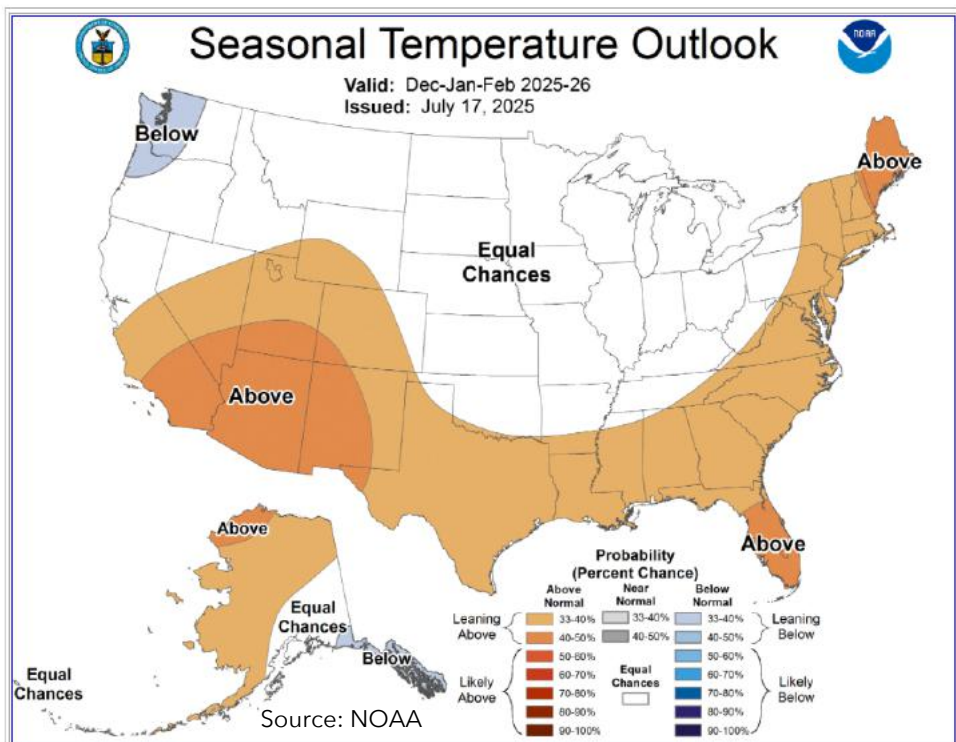 NOAA
Seasonal Temperature Outlook
Valid: Dec-Jan-Feb 2025-26
Issued: July 17, 2025
Below
Above
Equal
Chances
Above
Above
Above
Equal
Chances
Below
Equal
Chances
Source: NOAA
Probability
(Percent Chance)
Above
Normal
Near
Normal
Below
Normal
Leaning
Above
33-40%
40-50%
33-40%
40-50%
33-40%
40-50%
Leaning
Below
Likely
Above
50-60%
60-70%
70-80%
80-90%
90-100%
Equal
Chances
50-60%
60-70%
70-80%
80-90%
90-100%
Likely
Below